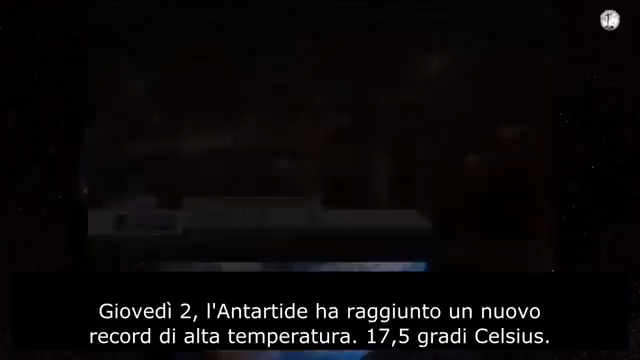 Giovedì 2, l'Antartide ha raggiunto un nuovo
record di alta temperatura. 17,5 gradi Celsius.